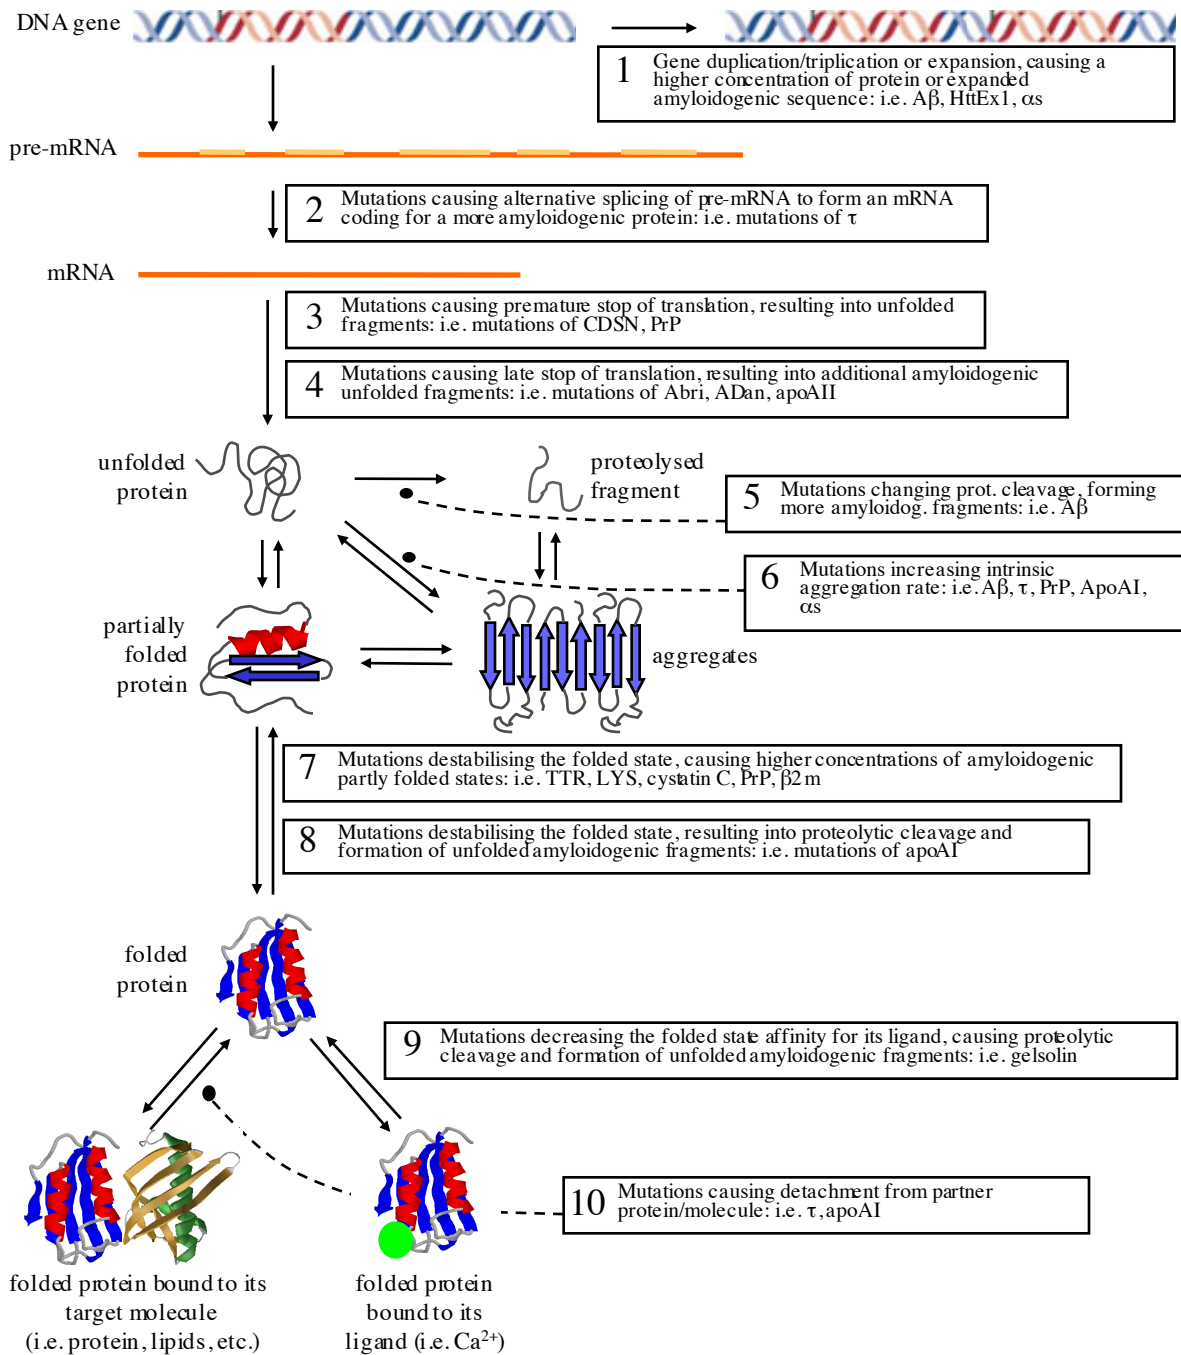 DNA gene
1 Gene duplication/triplication or expansion, causing a
higher concentration of protein or expanded
amyloidogenic sequence: i.e. Aβ, HttEx1, αs
pre-mRNA
2 Mutations causing alternative splicing of pre-mRNA to form an mRNA
coding for a more amyloidogenic protein: i.e. mutations of τ
mRNA
3 Mutations causing premature stop of translation, resulting into unfolded
fragments: i.e. mutations of CDSN, PrP
4 Mutations causing late stop of translation, resulting into additional amyloidogenic
unfolded fragments: i.e. mutations of Abri, ADan, apoAII
unfolded
protein
proteolysed
fragment
5 Mutations changing prot. cleavage, forming
more amyloidog. fragments: i.e. Aβ
6 Mutations increasing intrinsic
aggregation rate: i.e. Aβ, τ, PrP, ApoAI,
αs
partially
folded
protein
aggregates
7 Mutations destabilising the folded state, causing higher concentrations of amyloidogenic
partly folded states: i.e. TTR, LYS, cystatin C, PrP, β2m
8 Mutations destabilising the folded state, resulting into proteolytic cleavage and
formation of unfolded amyloidogenic fragments: i.e. mutations of apoAI
folded
protein
9 Mutations decreasing the folded state affinity for its ligand, causing proteolytic
cleavage and formation of unfolded amyloidogenic fragments: i.e. gelsolin
10 Mutations causing detachment from partner
protein/molecule: i.e. τ, apoAI
folded protein bound to its
target molecule
(i.e. protein, lipids, etc.)
folded protein
bound to its
ligand (i.e. Ca²⁺)